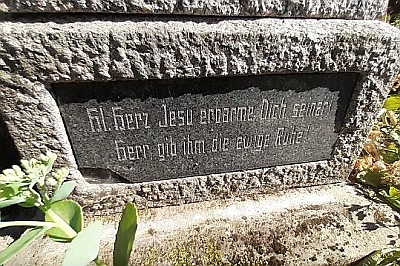 Hl. Herz Jesu erbarme Dich seiner!
Herr gib ihm die ewige Ruhe!